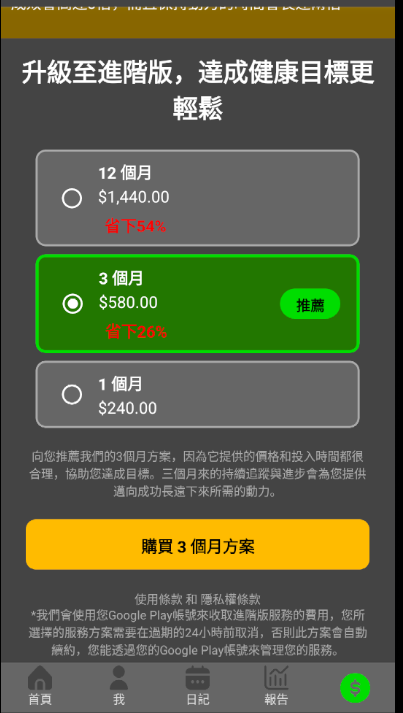 升級至進階版，達成健康目標更
輕鬆
12 個月
$1,440.00
省下54%
3 個月
$580.00
推薦
省下26%
1 個月
$240.00
向您推薦我們的3個月方案，因為它提供的價格和投入時間都很
合理，協助您達成目標。三個月來的持續追蹤與進步會為您提供
邁向成功長遠下來所需的動力。
購買 3 個月方案
使用條款 和 隱私權條款
*我們會使用您Google Play帳號來收取進階版服務的費用，您所
選擇的服務方案需要在過期的24小時前取消，否則此方案會自動
續約，您能透過您的Google Play帳號來管理您的服務。
首頁
我
日記
報告
$